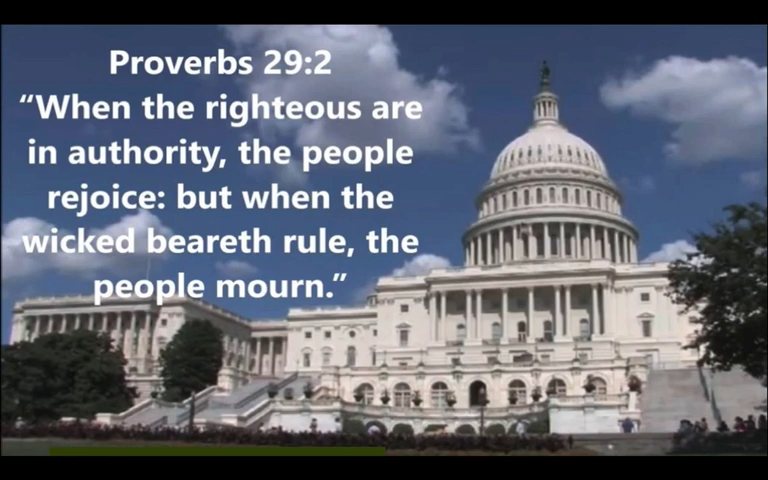 Proverbs 29:2
“When the righteous are
in authority, the people
rejoice: but when the
wicked beareth rule, the
people mourn.”